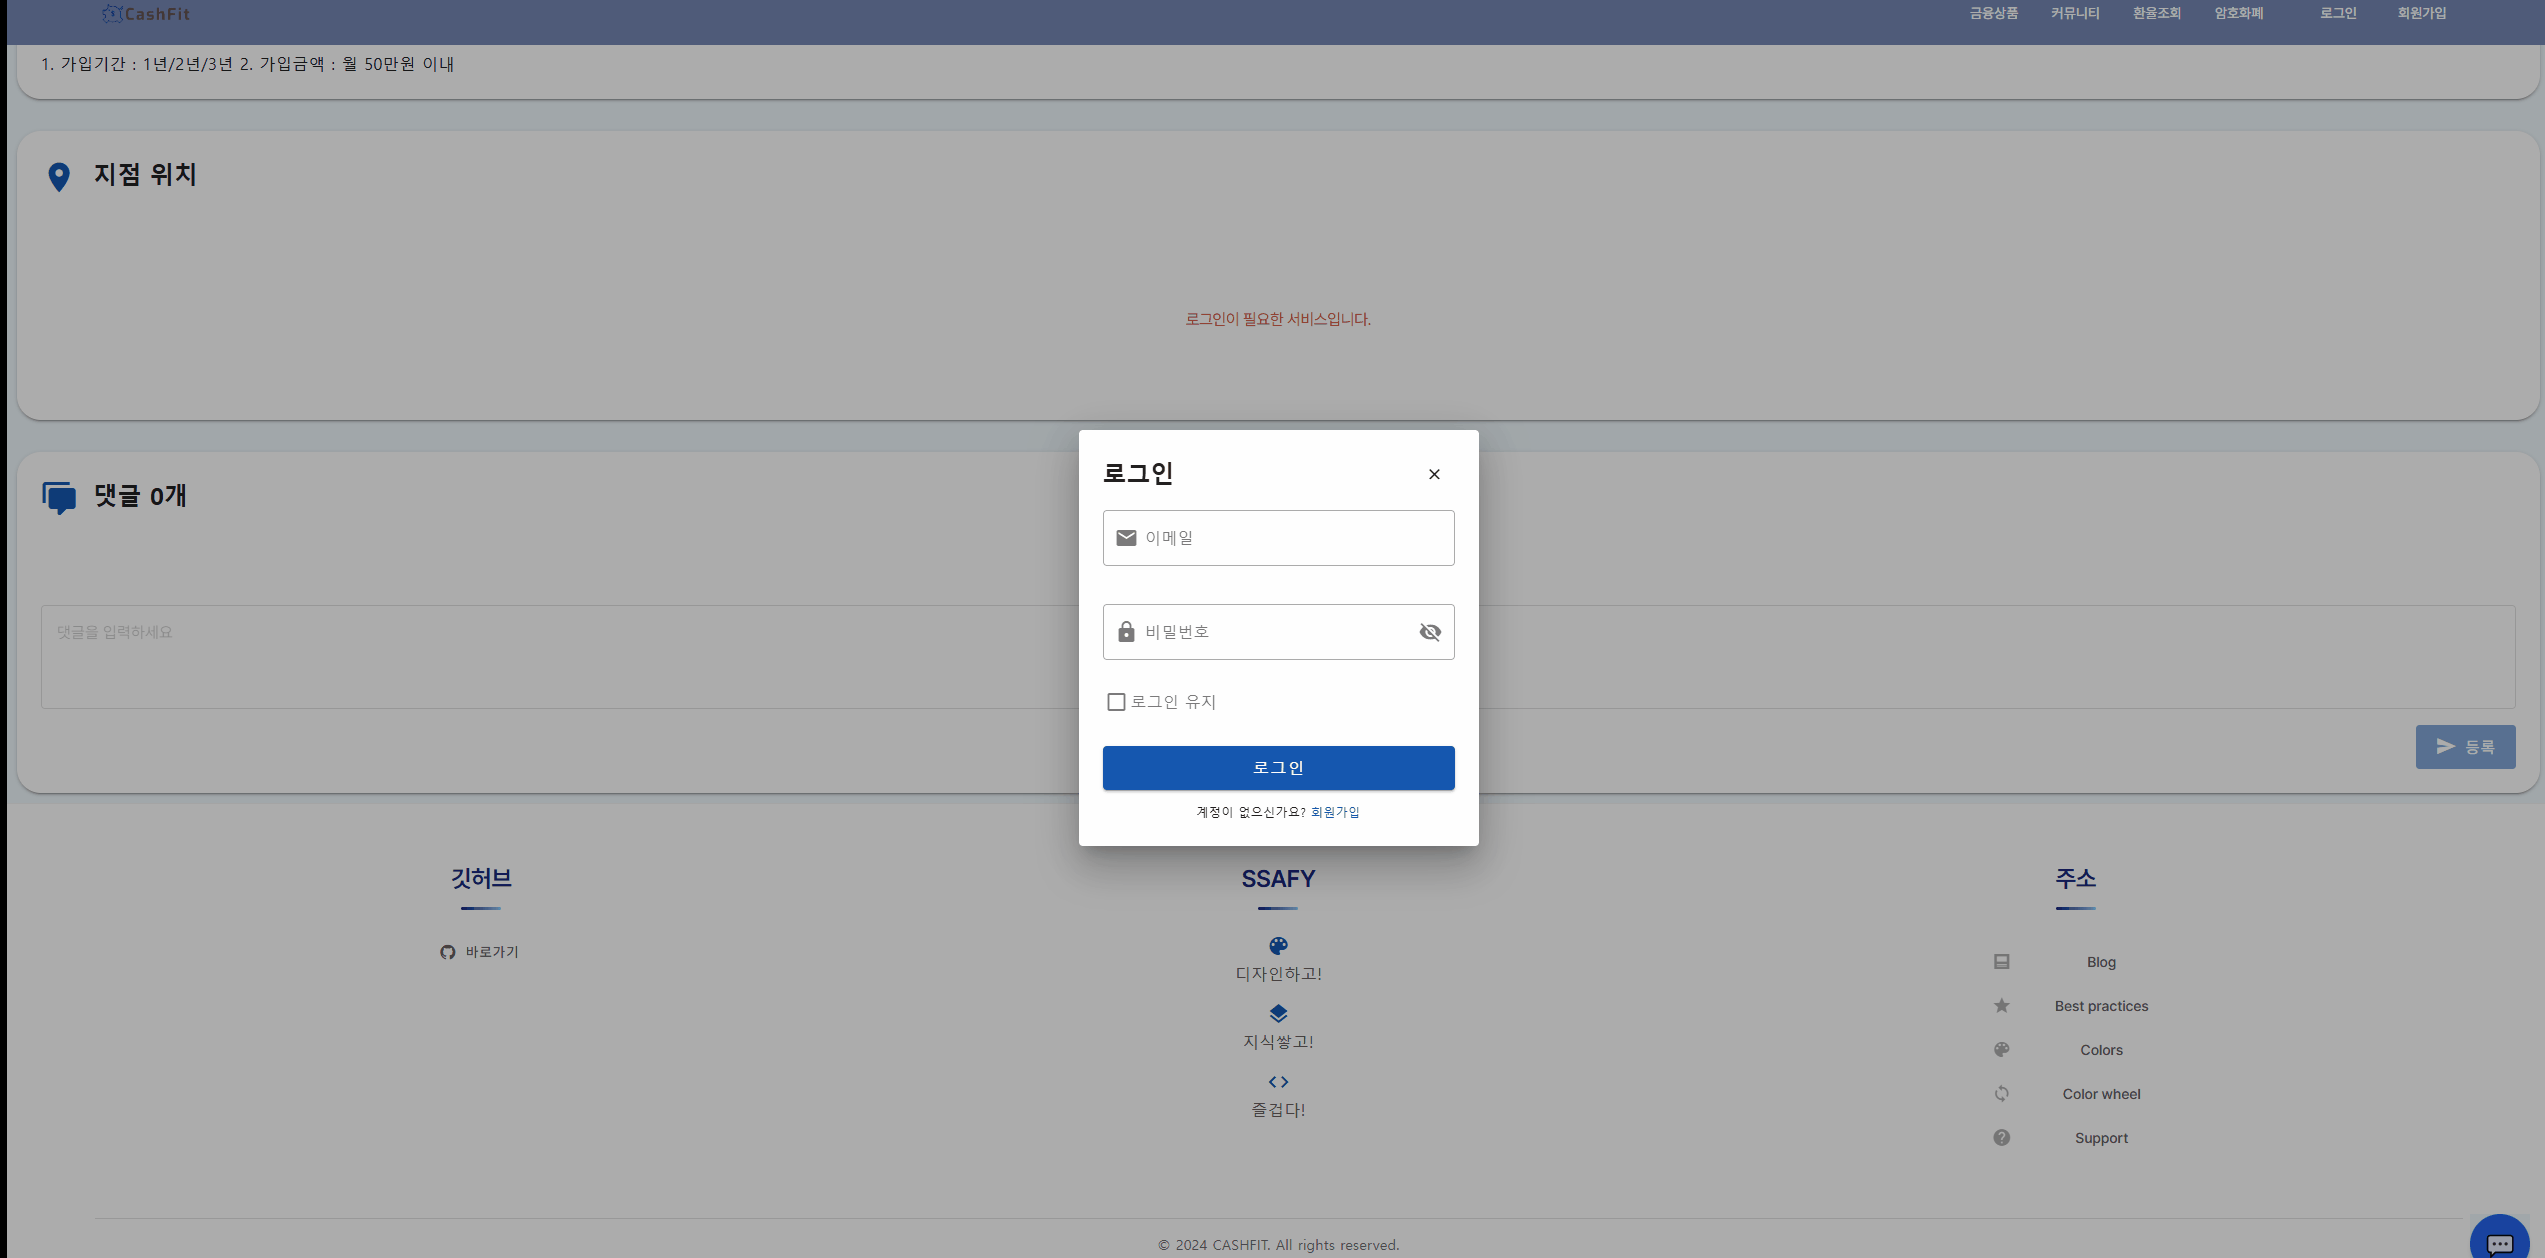 CashFit
금융상품 커뮤니티 환율조회 암호화폐 로그인 회원가입
1. 가입기간 : 1년/2년/3년 2. 가입금액 : 월 50만원 이내
지점 위치
로그인이 필요한 서비스입니다.
댓글 0개
댓글을 입력하세요
등록
로그인
이메일
비밀번호
로그인 유지
로그인
계정이 없으신가요? 회원가입
깃허브
바로가기
SSAFY
디자인하고!
지식쌓고!
즐겁다!
주소
Blog
Best practices
Colors
Color wheel
Support
© 2024 CASHFIT. All rights reserved.